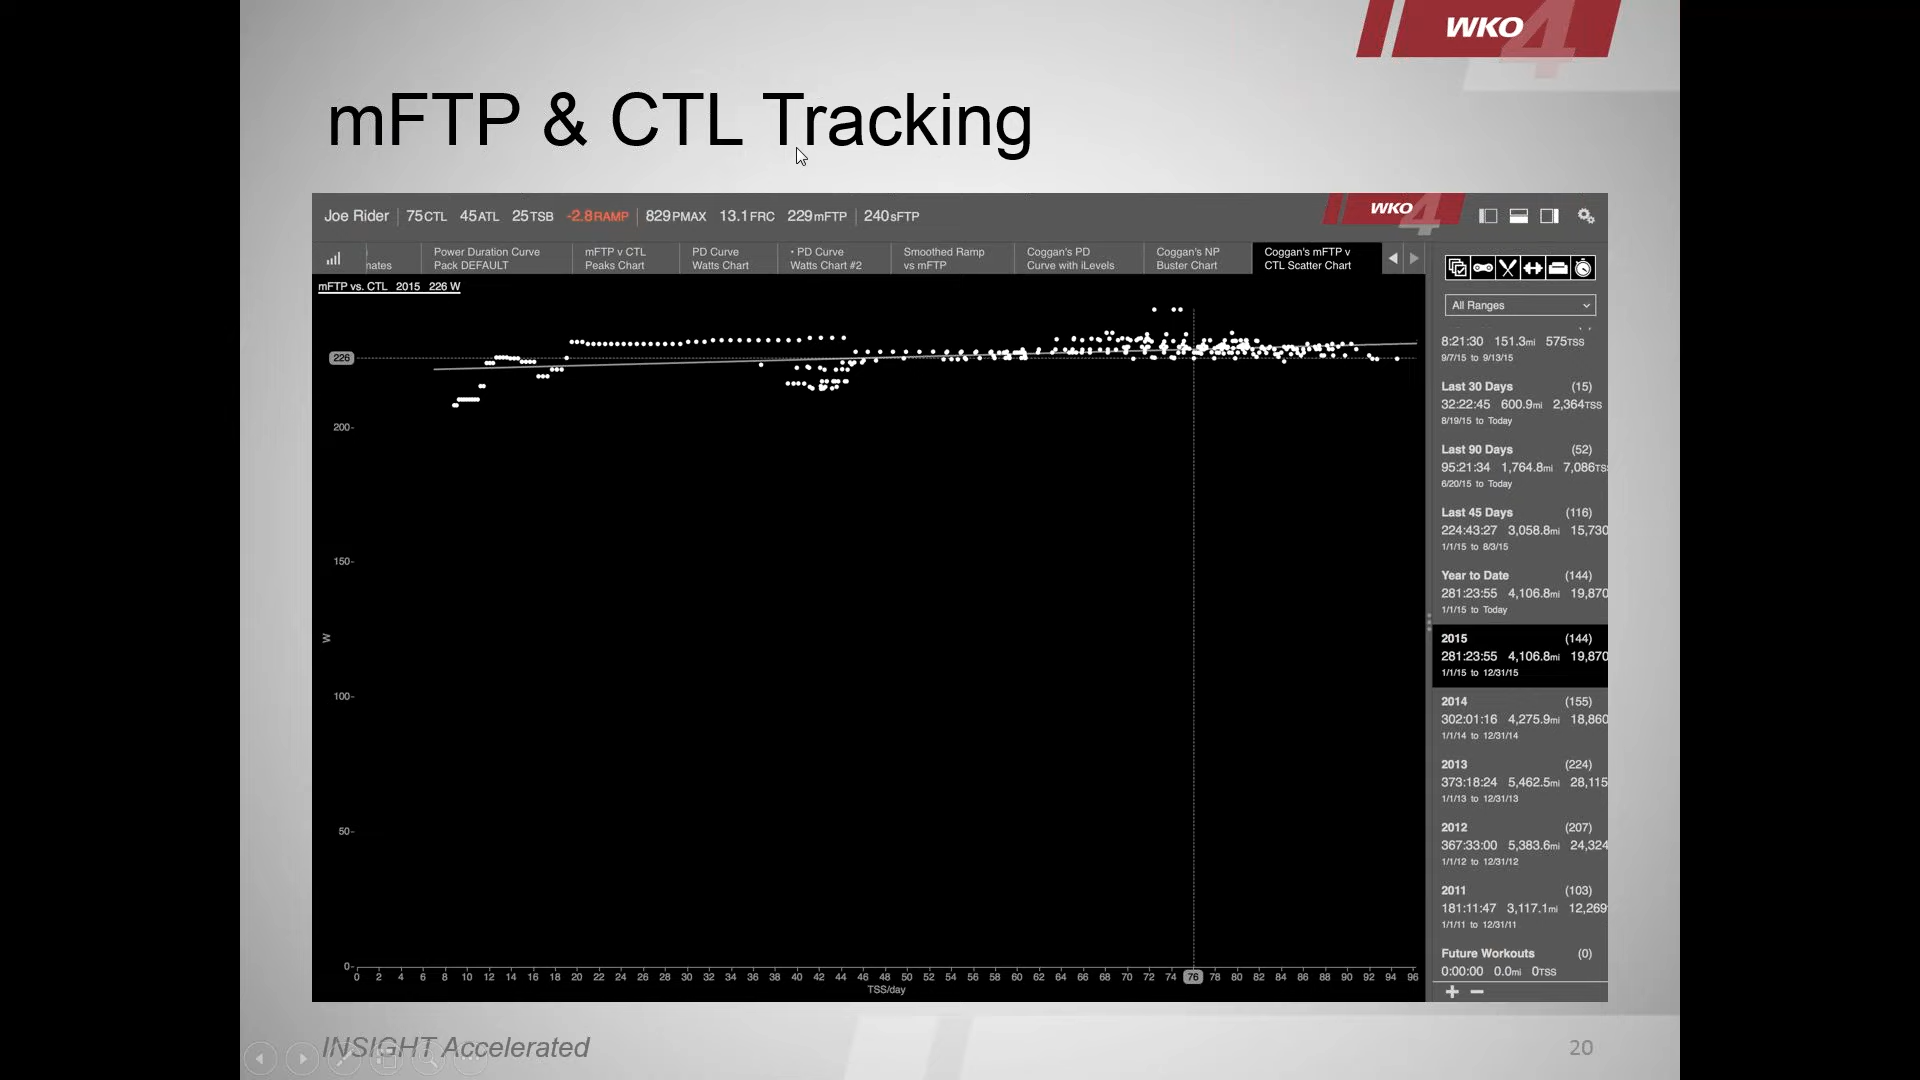 WKO 4
mFTP & CTL Tracking
Joe Rider 75CTL 45ATL 25TSB -2.8RAMP 829PMAX 13.1FRC 229mFTP 240sFTP
WKO 4
nates
Power Duration Curve
Pack DEFAULT
mFTP v CTL
Peaks Chart
PD Curve
Watts Chart
• PD Curve
Watts Chart #2
Smoothed Ramp
vs mFTP
Coggan's PD
Curve with iLevels
Coggan's NP
Buster Chart
Coggan's mFTP v
CTL Scatter Chart
mFTP vs. CTL 2015 226 W
226
200
150
W
100
50
0
0 2 4 6 8 10 12 14 16 18 20 22 24 26 28 30 32 34 36 38 40 42 44 46 48 50 52 54 56 58 60 62 64 66 68 70 72 74 76 78 80 82 84 86 88 90 92 94 96
TSS/day
All Ranges
8:21:30 151.3mi 575TSS
9/7/15 to 9/13/15
Last 30 Days (15)
32:22:45 600.9mi 2,364TSS
8/19/15 to Today
Last 90 Days (52)
95:21:34 1,764.8mi 7,086TS
6/20/15 to Today
Last 45 Days (116)
224:43:27 3,058.8mi 15,730
1/1/15 to 8/3/15
Year to Date (144)
281:23:55 4,106.8mi 19,870
1/1/15 to Today
2015 (144)
281:23:55 4,106.8mi 19,870
1/1/15 to 12/31/15
2014 (155)
302:01:16 4,275.9mi 18,860
1/1/14 to 12/31/14
2013 (224)
373:18:24 5,462.5mi 28,115
1/1/13 to 12/31/13
2012 (207)
367:33:00 5,383.6mi 24,324
1/1/12 to 12/31/12
2011 (103)
181:11:47 3,117.1mi 12,269
1/1/11 to 12/31/11
Future Workouts (0)
0:00:00 0.0mi 0TSS
INSIGHT Accelerated
20